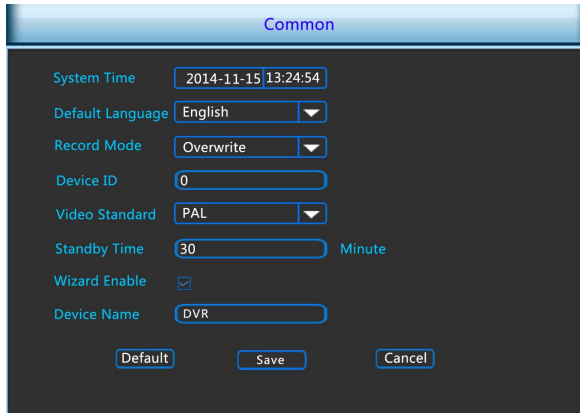 Common
System Time 2014-11-15 13:24:54
Default Language English
Record Mode Overwrite
Device ID 0
Video Standard PAL
Standby Time 30 Minute
Wizard Enable
Device Name DVR
Default Save Cancel